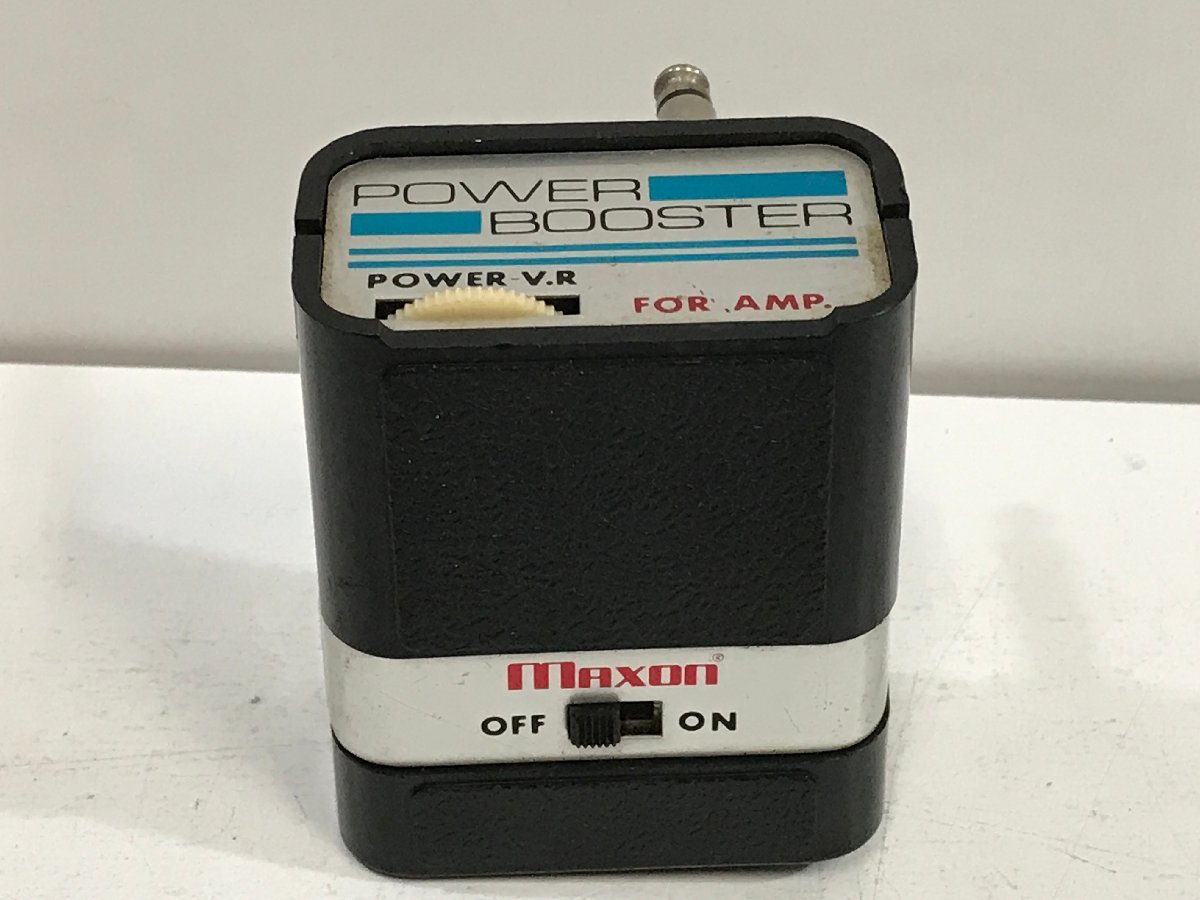 POWER
BOOSTER
POWER-V.R
FOR AMP.
MAXON®
OFF ON